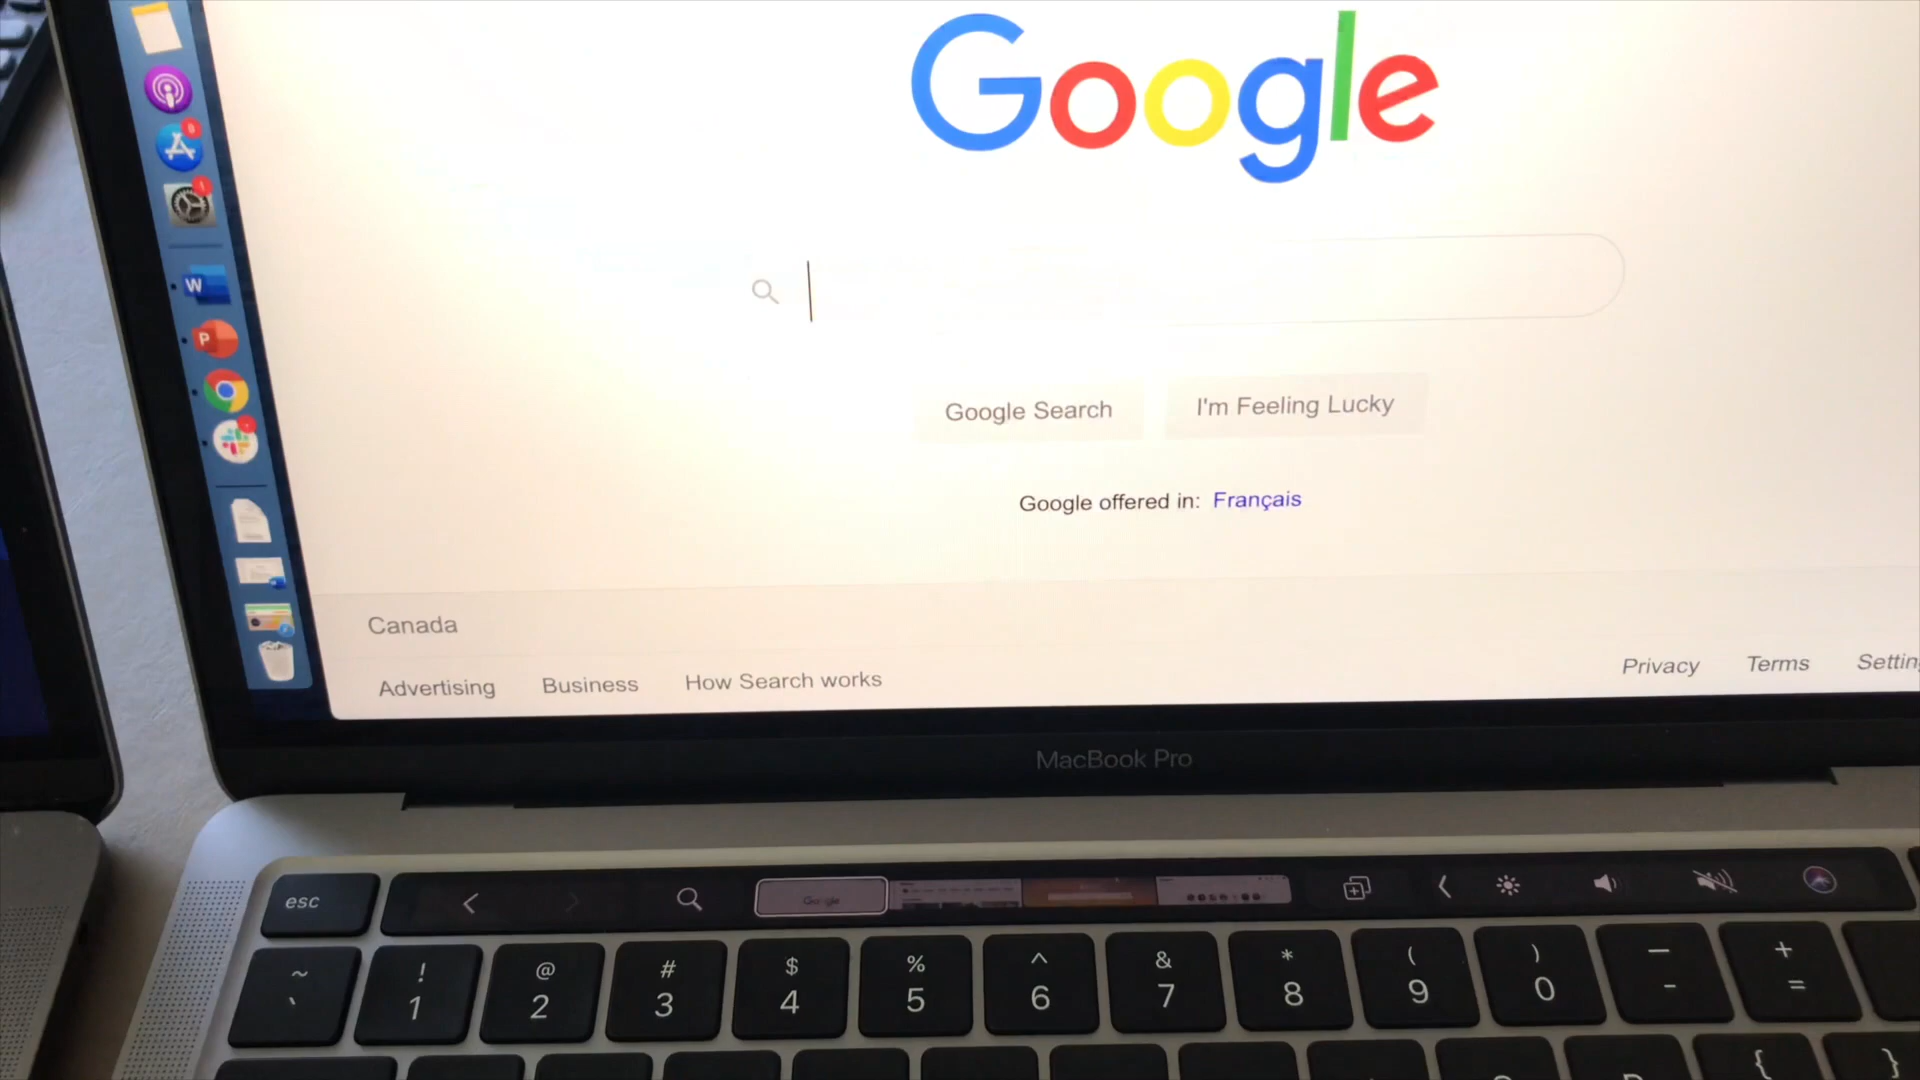 Google
Google Search
I'm Feeling Lucky
Google offered in: Français
Canada
Advertising Business How Search works
Privacy Terms
MacBook Pro
esc
Google
~ ! @ # $ % ^ & * ( ) — +
` 1 2 3 4 5 6 7 8 9 0 - =
{ }
W
P